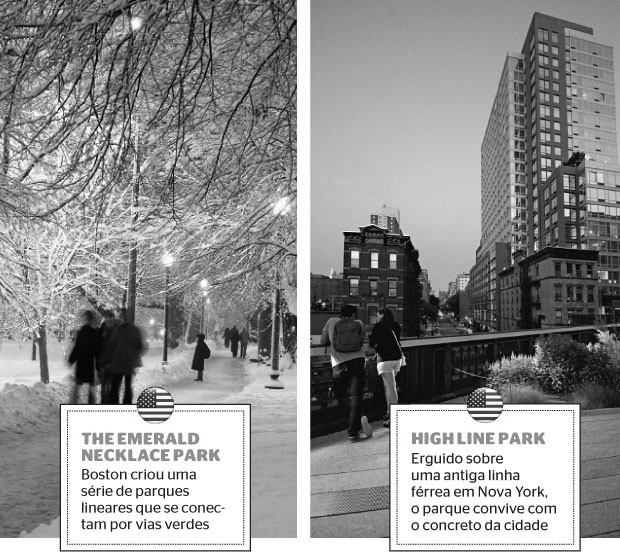 THE EMERALD
NECKLACE PARK
Boston criou uma
série de parques
lineares que se conec-
tam por vias verdes
HIGH LINE PARK
Erguido sobre
uma antiga linha
férrea em Nova York,
o parque convive com
o concreto da cidade